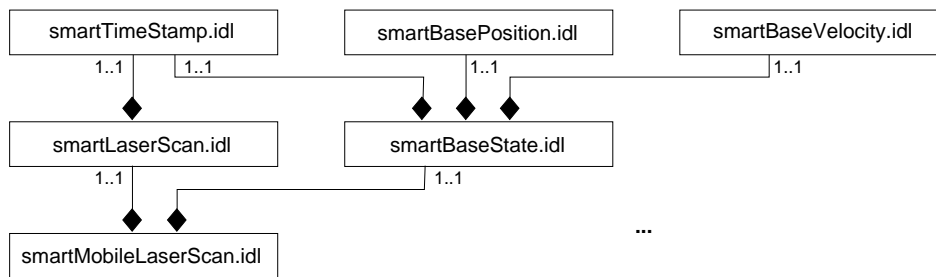 smartTimeStamp.idl smartBasePosition.idl smartBaseVelocity.idl
1..1 1..1 1..1 1..1
smartLaserScan.idl smartBaseState.idl
1..1 1..1
smartMobileLaserScan.idl ...